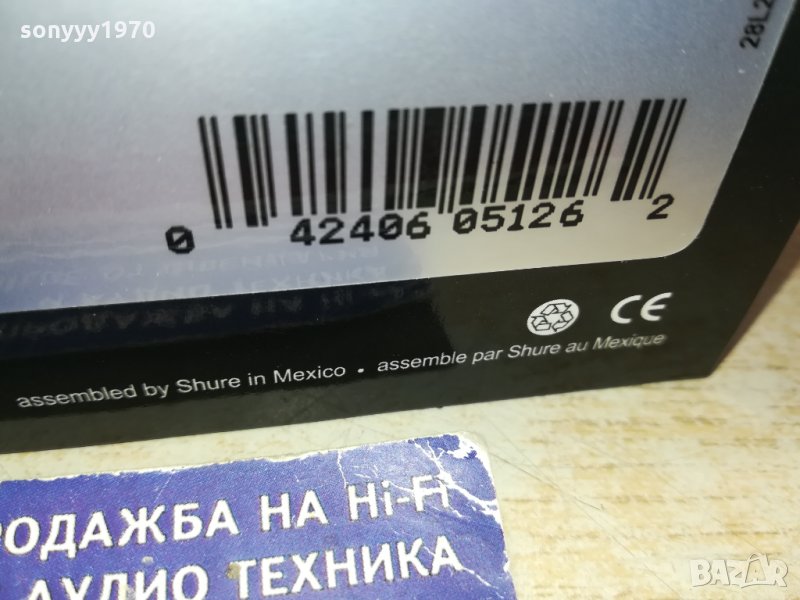 sonyyy1970
28L2
0 42406 05126 2
CE
assembled by Shure in Mexico • assemble par Shure au Mexique
РОДАЖБА НА Hi-Fi
АУДИО ТЕХНИКА
BAZAR